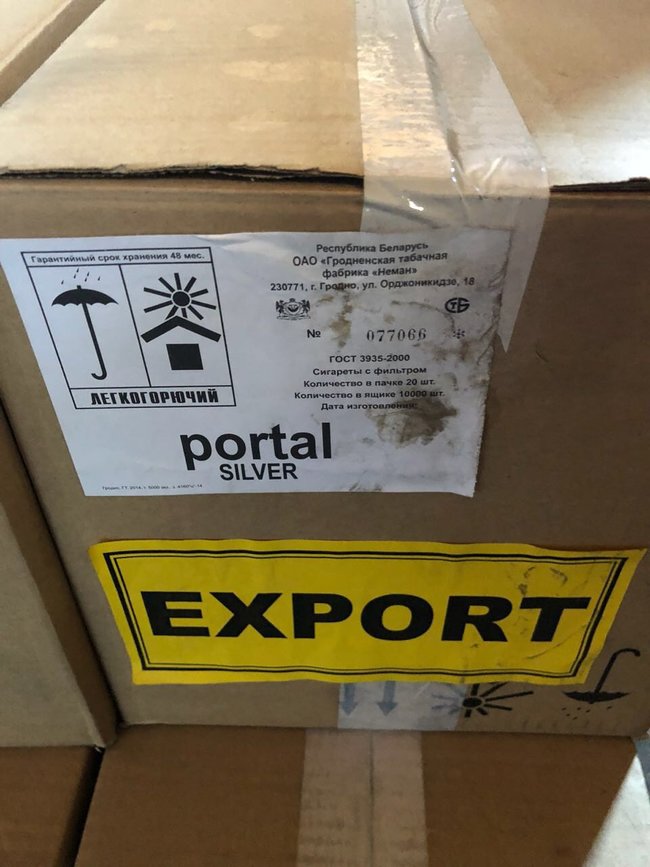 Гарантийный срок хранения 48 мес.
ЛЕГКОГОРЮЧИЙ
Республика Беларусь
ОАО «Гродненская табачная
фабрика «Неман»
230771, г. Гродно, ул. Орджоникидзе, 18
№ 077066 *
ГОСТ 3935-2000
Сигареты с фильтром
Количество в пачке 20 шт.
Количество в ящике 10000 шт.
Дата изготовления:
portal
SILVER
EXPORT